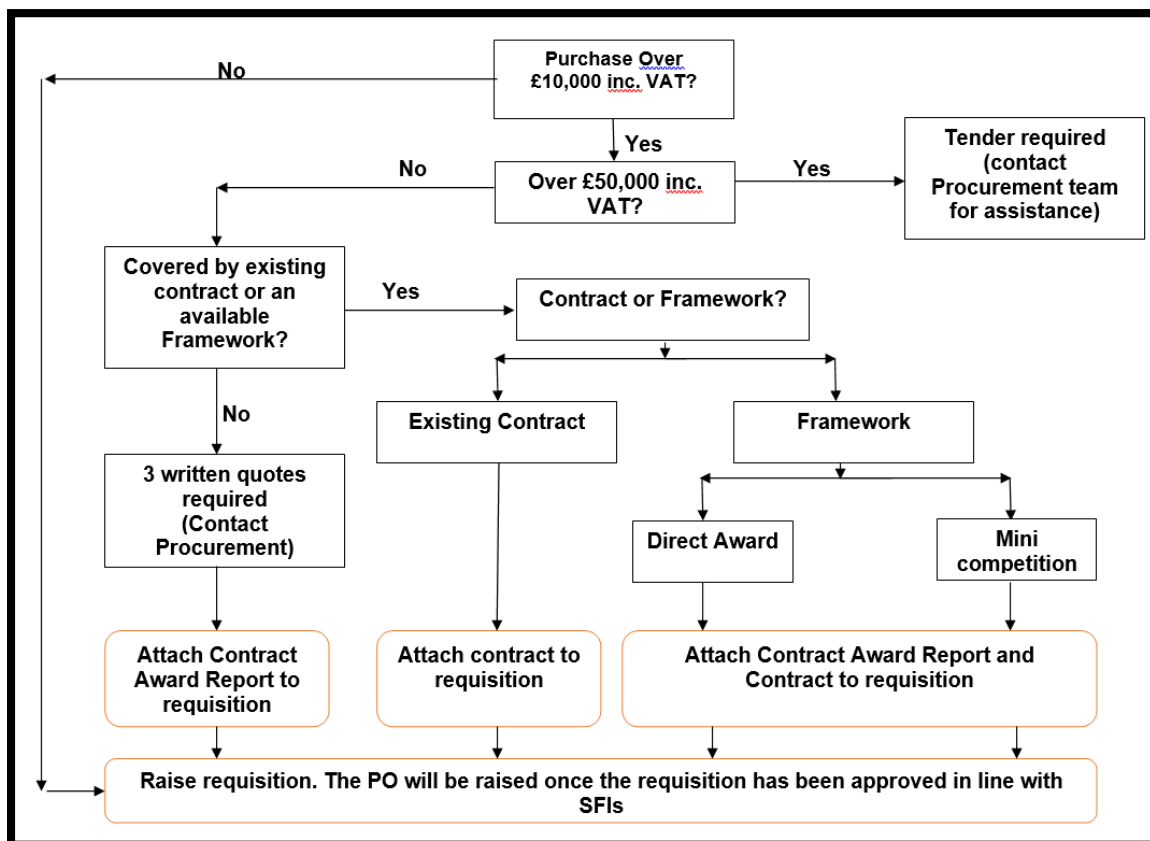 Purchase Over
£10,000 inc. VAT?
No
Yes
Over £50,000 inc.
VAT?
No
Yes
Tender required
(contact
Procurement team
for assistance)
Covered by existing
contract or an
available
Framework?
Yes
Contract or Framework?
No
Existing Contract
Framework
3 written quotes
required
(Contact
Procurement)
Direct Award
Mini
competition
Attach Contract
Award Report to
requisition
Attach contract to
requisition
Attach Contract Award Report and
Contract to requisition
Raise requisition. The PO will be raised once the requisition has been approved in line with
SFIs